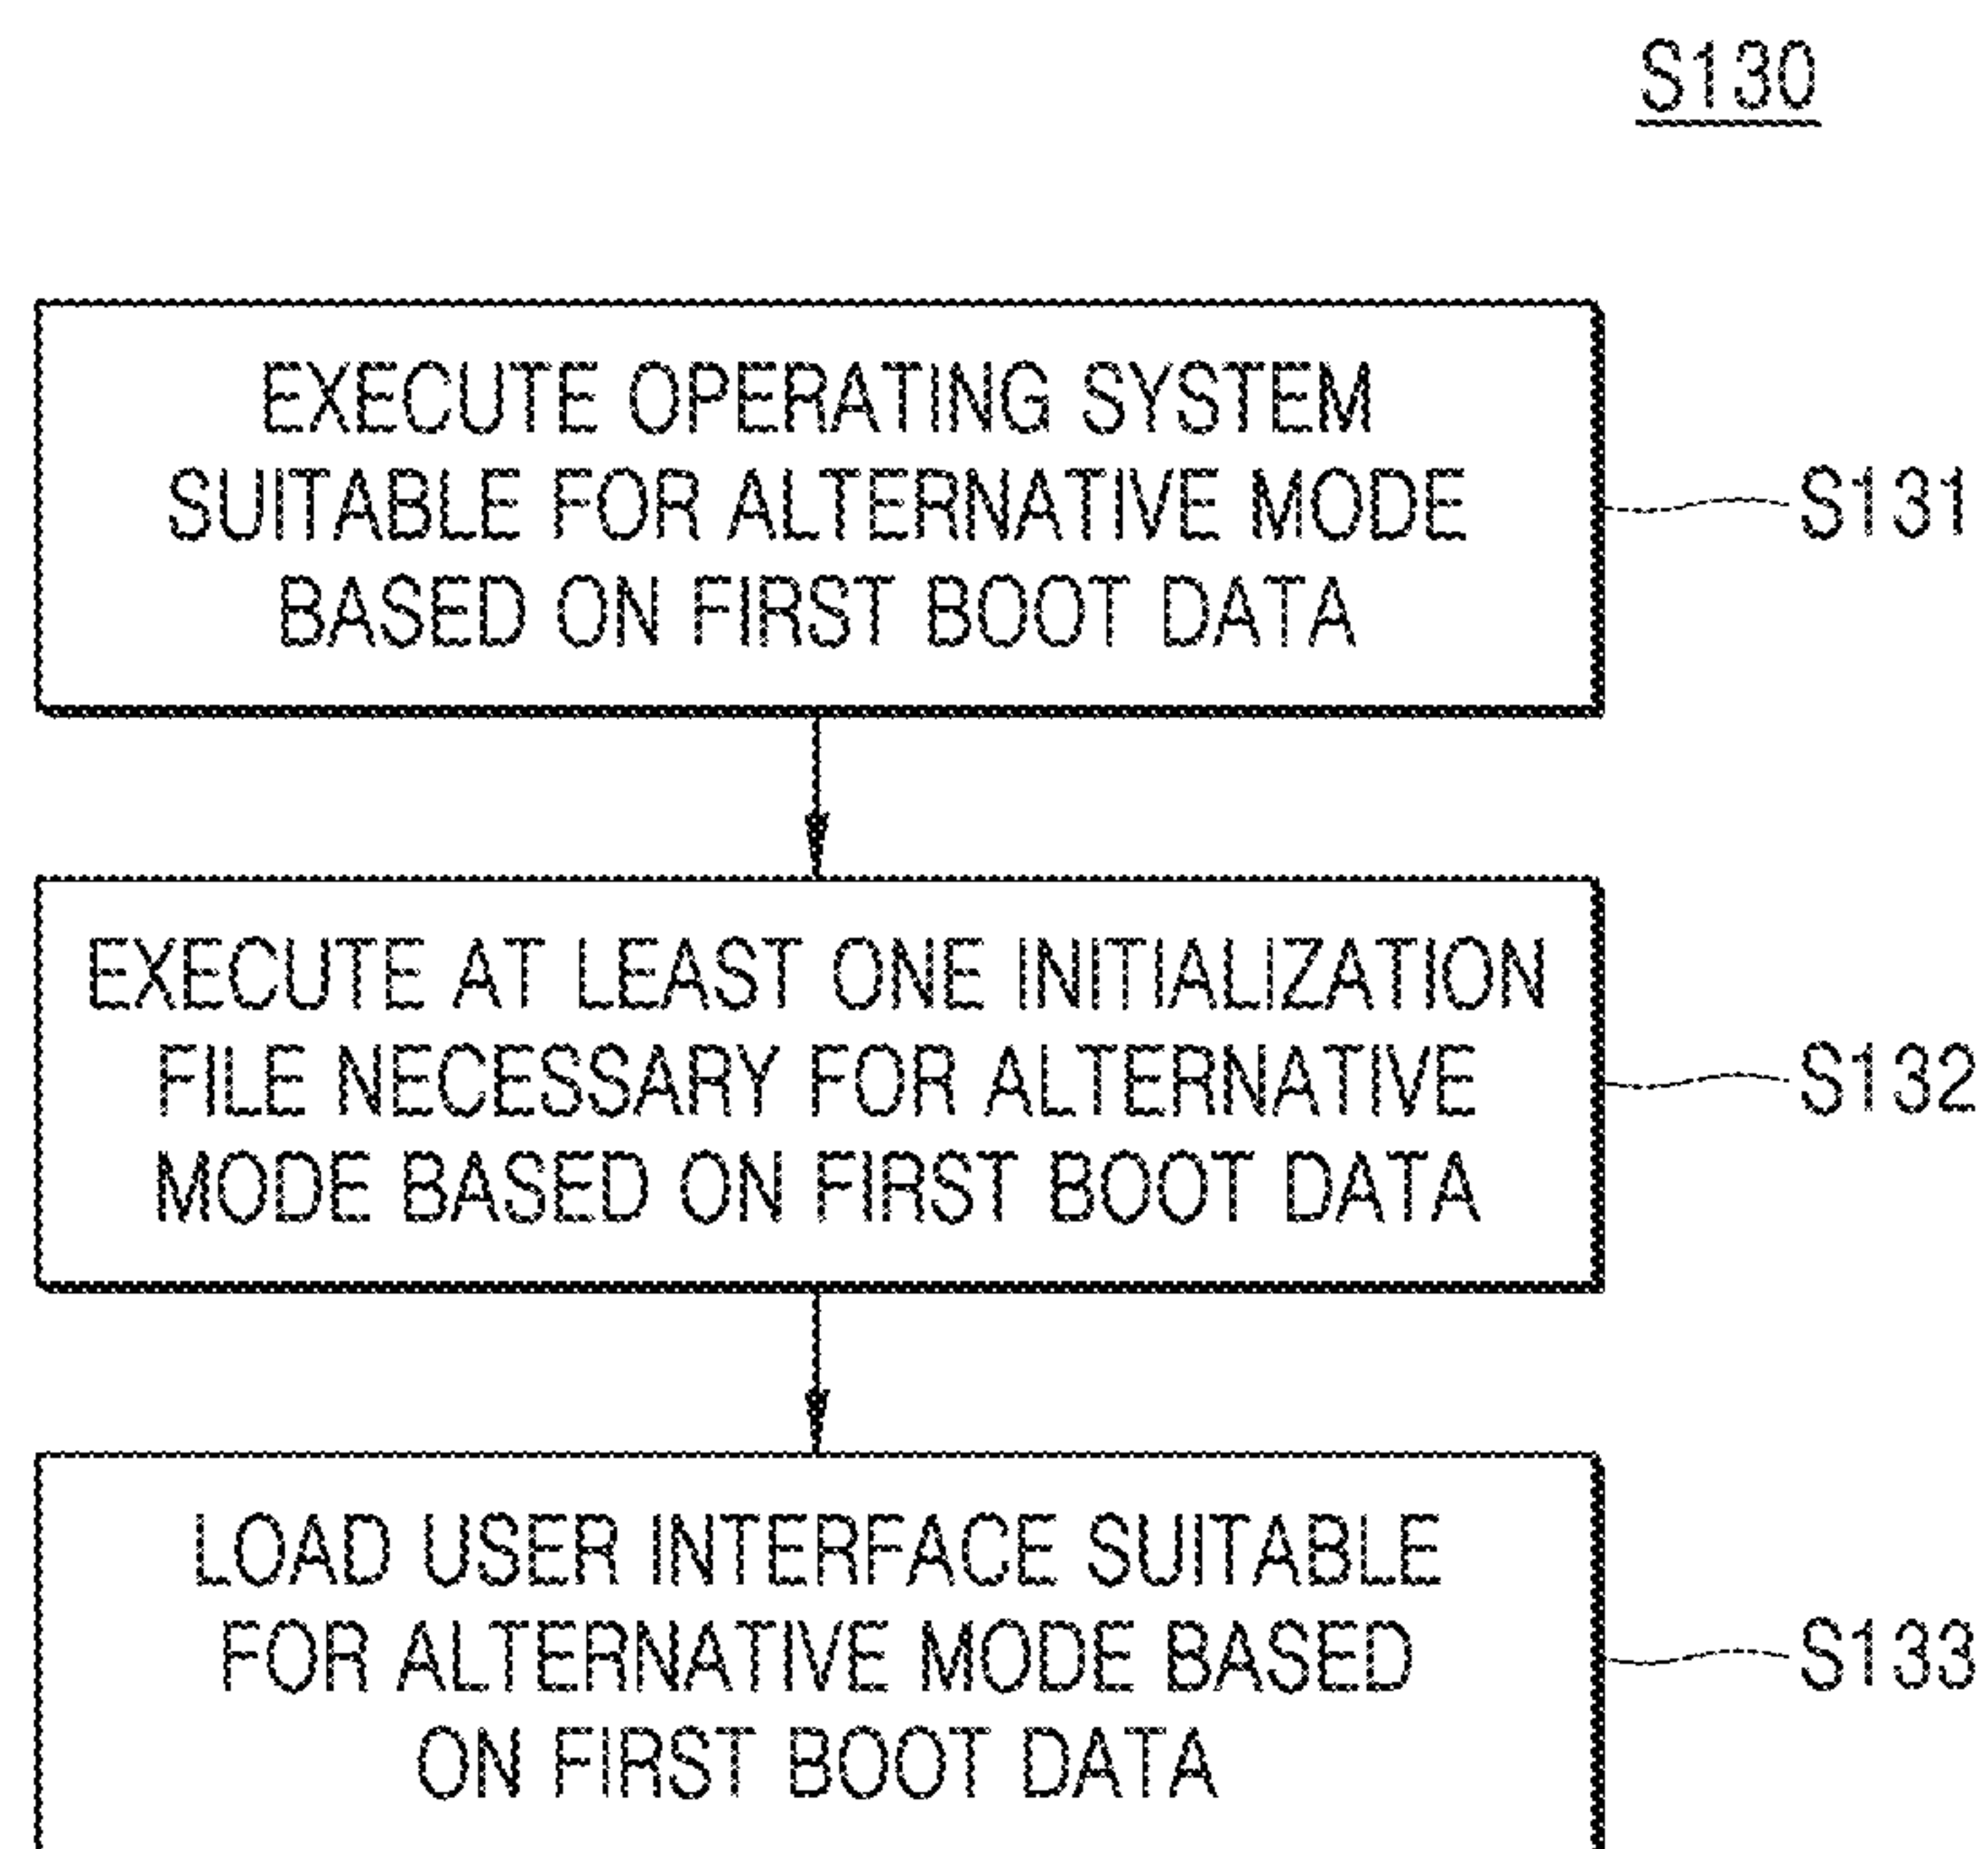 S130
EXECUTE OPERATING SYSTEM
SUITABLE FOR ALTERNATIVE MODE
BASED ON FIRST BOOT DATA
S131
EXECUTE AT LEAST ONE INITIALIZATION
FILE NECESSARY FOR ALTERNATIVE
MODE BASED ON FIRST BOOT DATA
S132
LOAD USER INTERFACE SUITABLE
FOR ALTERNATIVE MODE BASED
ON FIRST BOOT DATA
S133